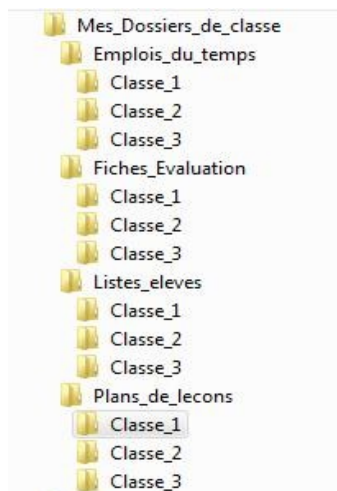 Mes_Dossiers_de_classe
Emplois_du_temps
Classe_1
Classe_2
Classe_3
Fiches_Evaluation
Classe_1
Classe_2
Classe_3
Listes_eleves
Classe_1
Classe_2
Classe_3
Plans_de_lecons
Classe_1
Classe_2
Classe_3